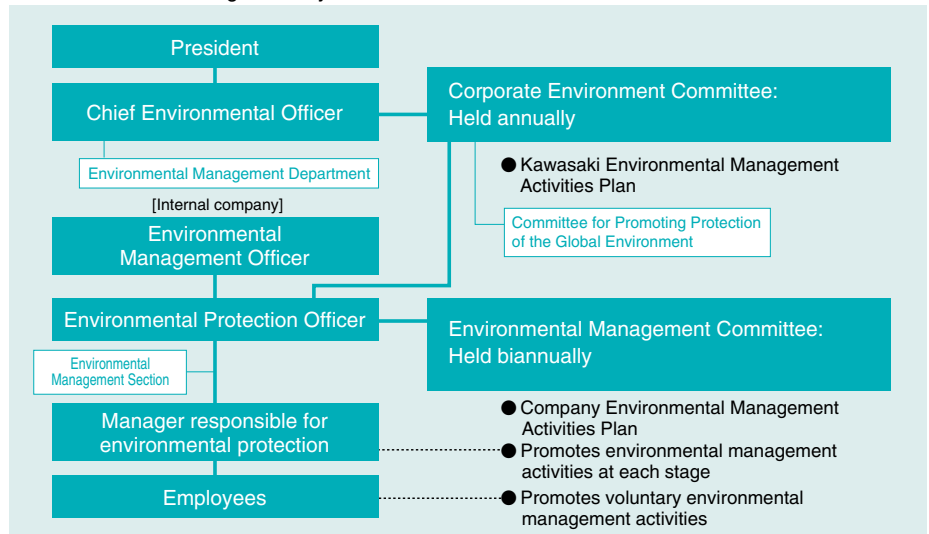 President
Chief Environmental Officer
Corporate Environment Committee:
Held annually
Environmental Management Department
● Kawasaki Environmental Management
Activities Plan
Committee for Promoting Protection
of the Global Environment
[Internal company]
Environmental
Management Officer
Environmental Protection Officer
Environmental Management Committee:
Held biannually
Environmental
Management Section
Manager responsible for
environmental protection
● Company Environmental Management
Activities Plan
● Promotes environmental management
activities at each stage
Employees
● Promotes voluntary environmental
management activities